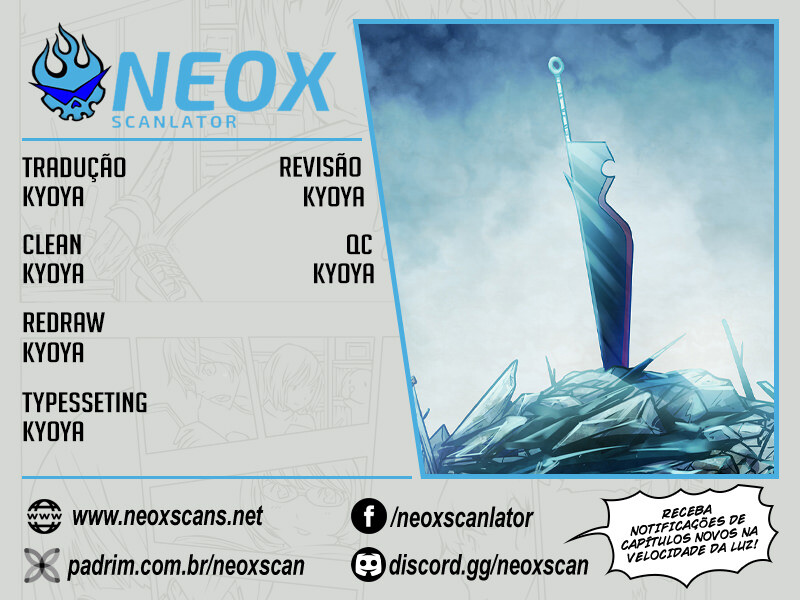 NEOX
SCANLATOR
TRADUÇÃO
KYOYA
REVISÃO
KYOYA
CLEAN
KYOYA
QC
KYOYA
REDRAW
KYOYA
TYPESSETING
KYOYA
www.neoxscans.net
/neoxscanlator
padrim.com.br/neoxscan
discord.gg/neoxscan
RECEBA
NOTIFICAÇÕES DE
CAPÍTULOS NOVOS NA
VELOCIDADE DA LUZ!